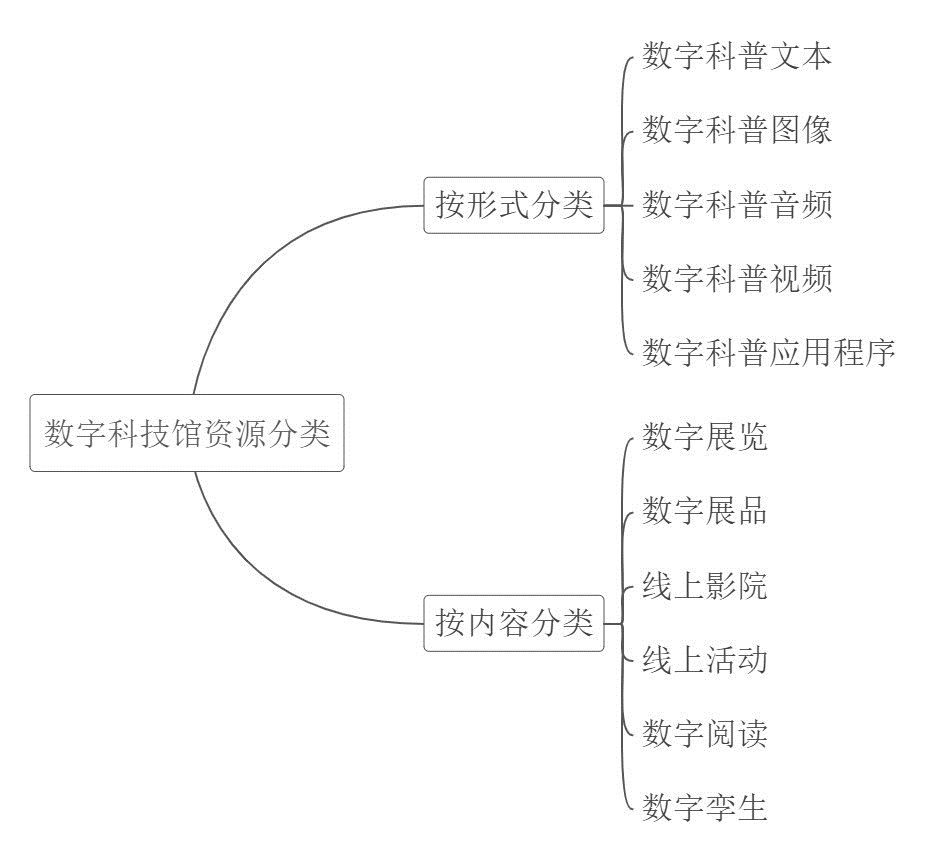 数字科技馆资源分类
按形式分类
数字科普文本
数字科普图像
数字科普音频
数字科普视频
数字科普应用程序
按内容分类
数字展览
数字展品
线上影院
线上活动
数字阅读
数字孪生